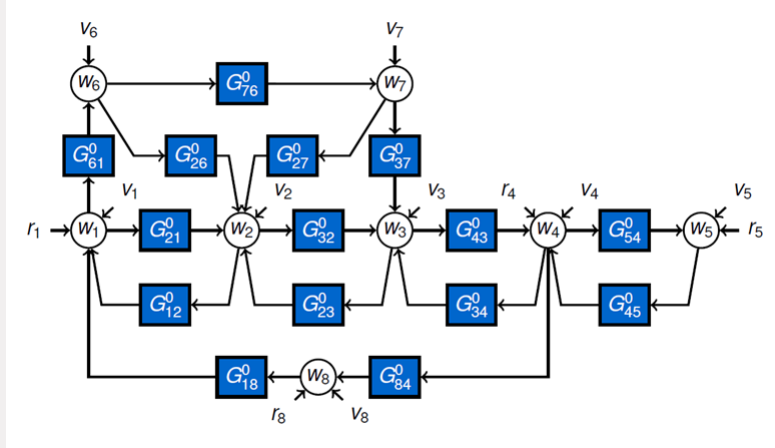 v6 v7
w6 G⁰76 w7
G⁰61 G⁰26 G⁰27 G⁰37
v1 v2 v3 r4 v4 v5
r1 w1 G⁰21 w2 G⁰32 w3 G⁰43 w4 G⁰54 w5 r5
G⁰12 G⁰23 G⁰34 G⁰45
G⁰18 w8 G⁰84
r8 v8